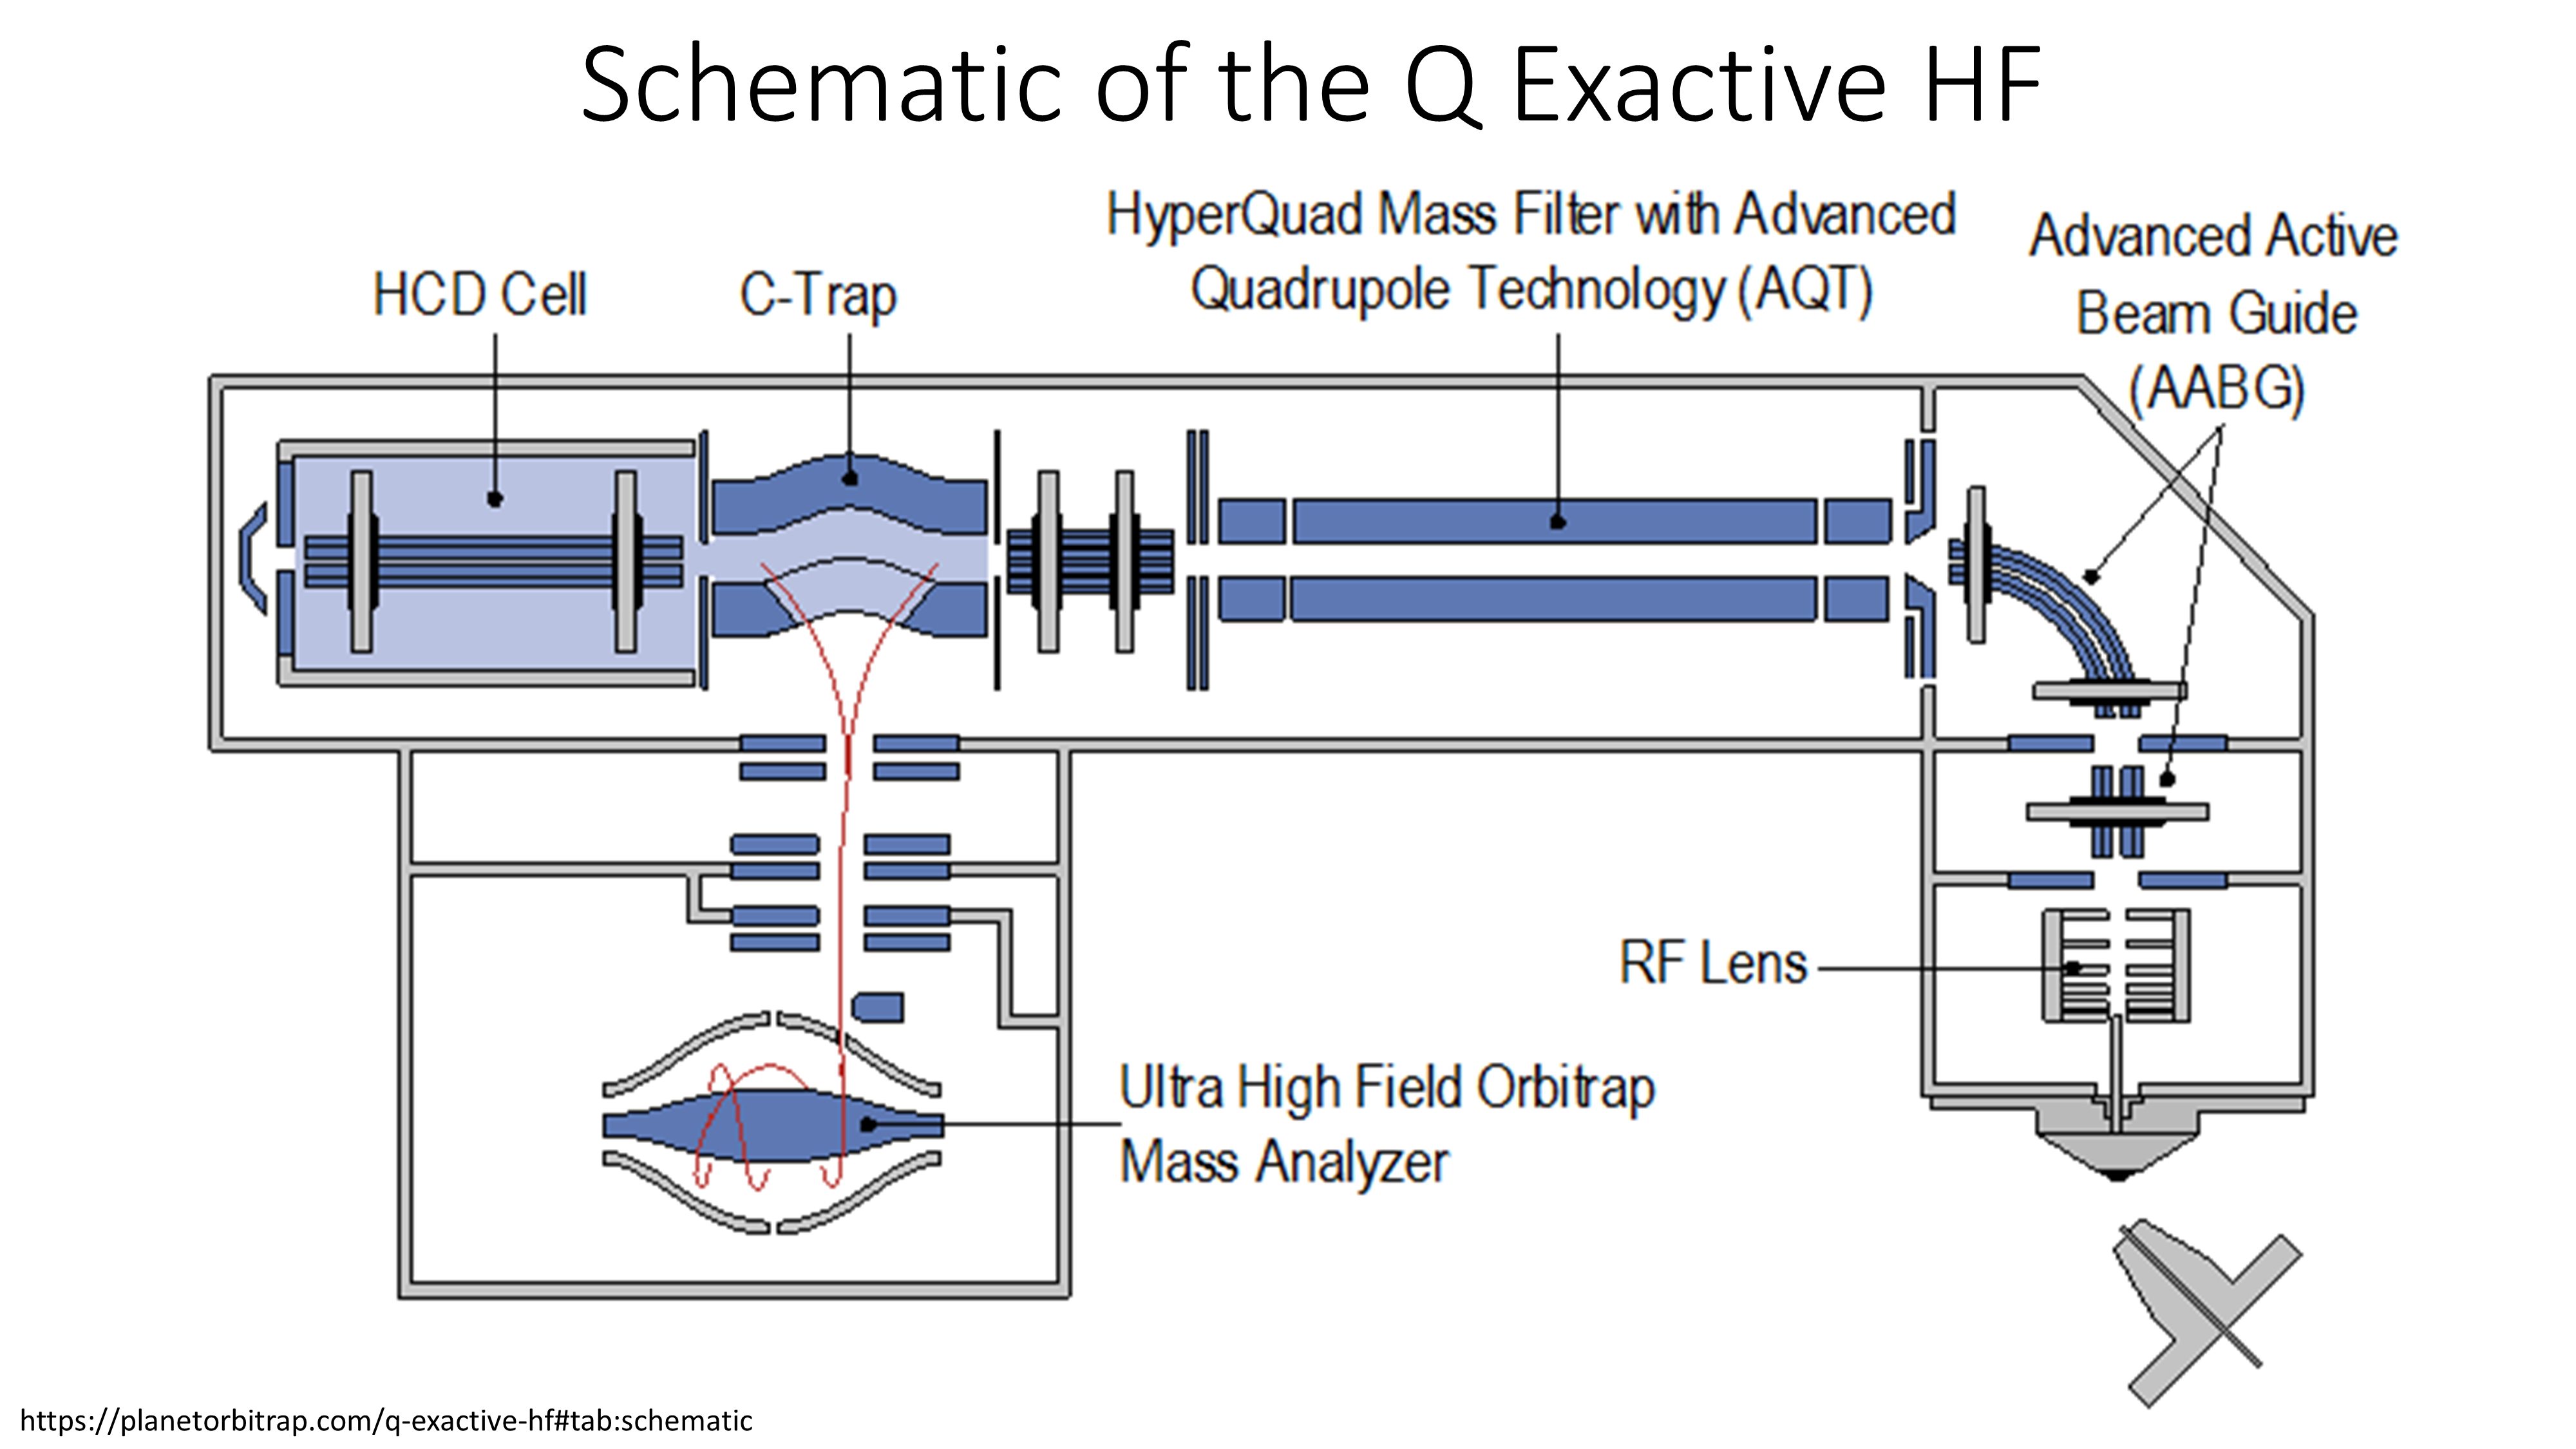 Schematic of the Q Exactive HF
HyperQuad Mass Filter with Advanced
Quadrupole Technology (AQT)
Advanced Active
Beam Guide
(AABG)
HCD Cell
C-Trap
RF Lens
Ultra High Field Orbitrap
Mass Analyzer
https://planetorbitrap.com/q-exactive-hf#tab:schematic